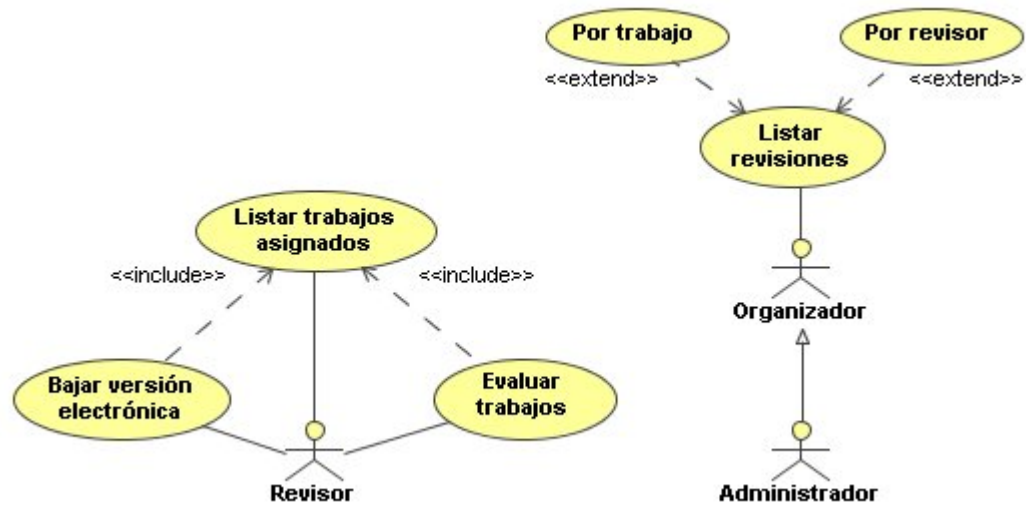 Por trabajo
Por revisor
<<extend>>
<<extend>>
Listar
revisiones
Listar trabajos
asignados
<<include>>
<<include>>
Organizador
Bajar versión
electrónica
Evaluar
trabajos
Revisor
Administrador